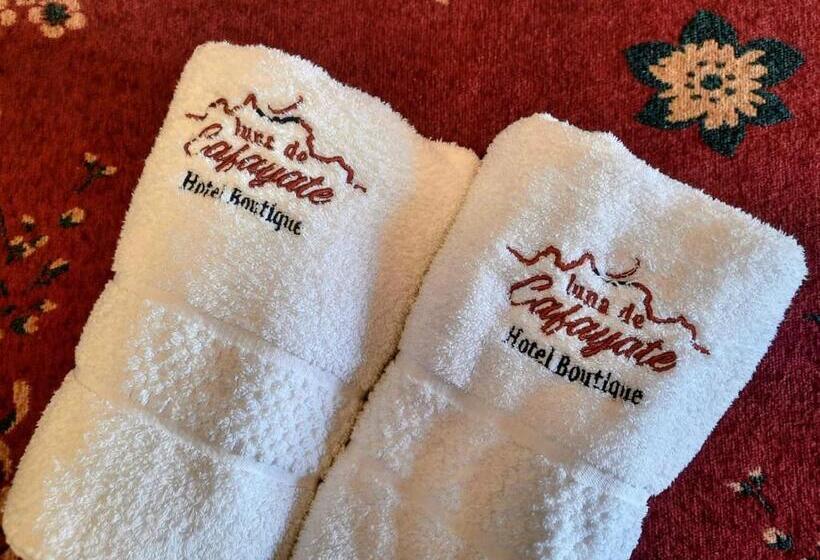 luna de
Cafayate
Hotel Boutique
luna de
Cafayate
Hotel Boutique